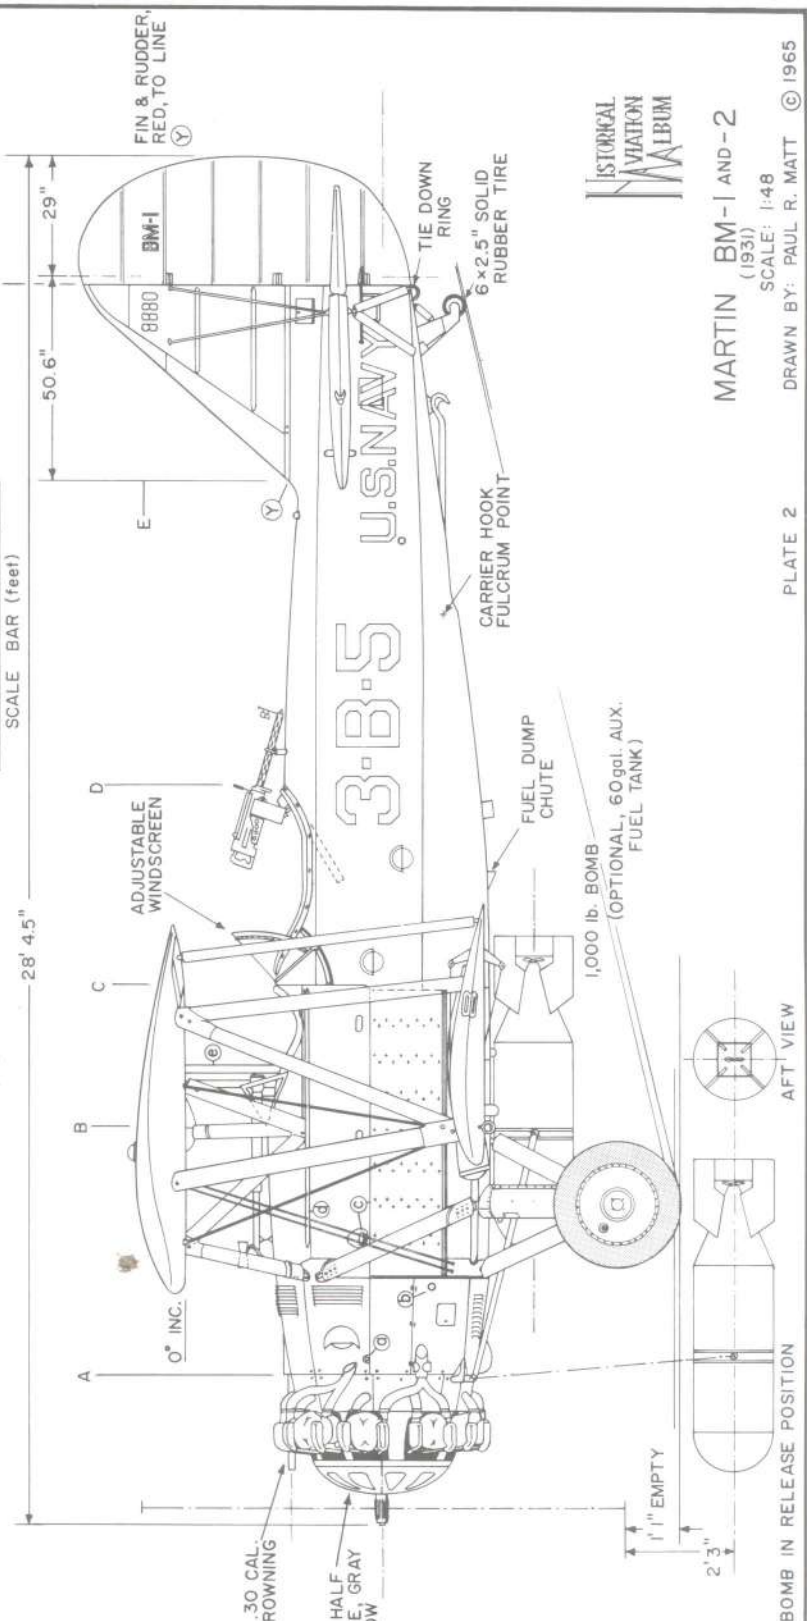 SCALE BAR (feet)
28' 4.5"
50.6"
29"
FIN & RUDDER,
RED, TO LINE
Y
A
B
C
D
E
ADJUSTABLE
WINDSCREEN
BM-1
8880
Y
0° INC.
e
d
c
b
a
e
3·B·5
U.S.NAVY
.30 CAL.
HALF
E, GRAY
TIE DOWN
RING
6×2.5" SOLID
RUBBER TIRE
CARRIER HOOK
FULCRUM POINT
FUEL DUMP
CHUTE
1,000 lb. BOMB
(OPTIONAL, 60gal. AUX.
FUEL TANK)
1' 1" EMPTY
2' 3"
BOMB IN RELEASE POSITION
AFT VIEW
HISTORICAL
AVIATION
ALBUM
MARTIN BM-1 AND -2
(1931)
SCALE: 1:48
PLATE 2
DRAWN BY: PAUL R. MATT © 1965